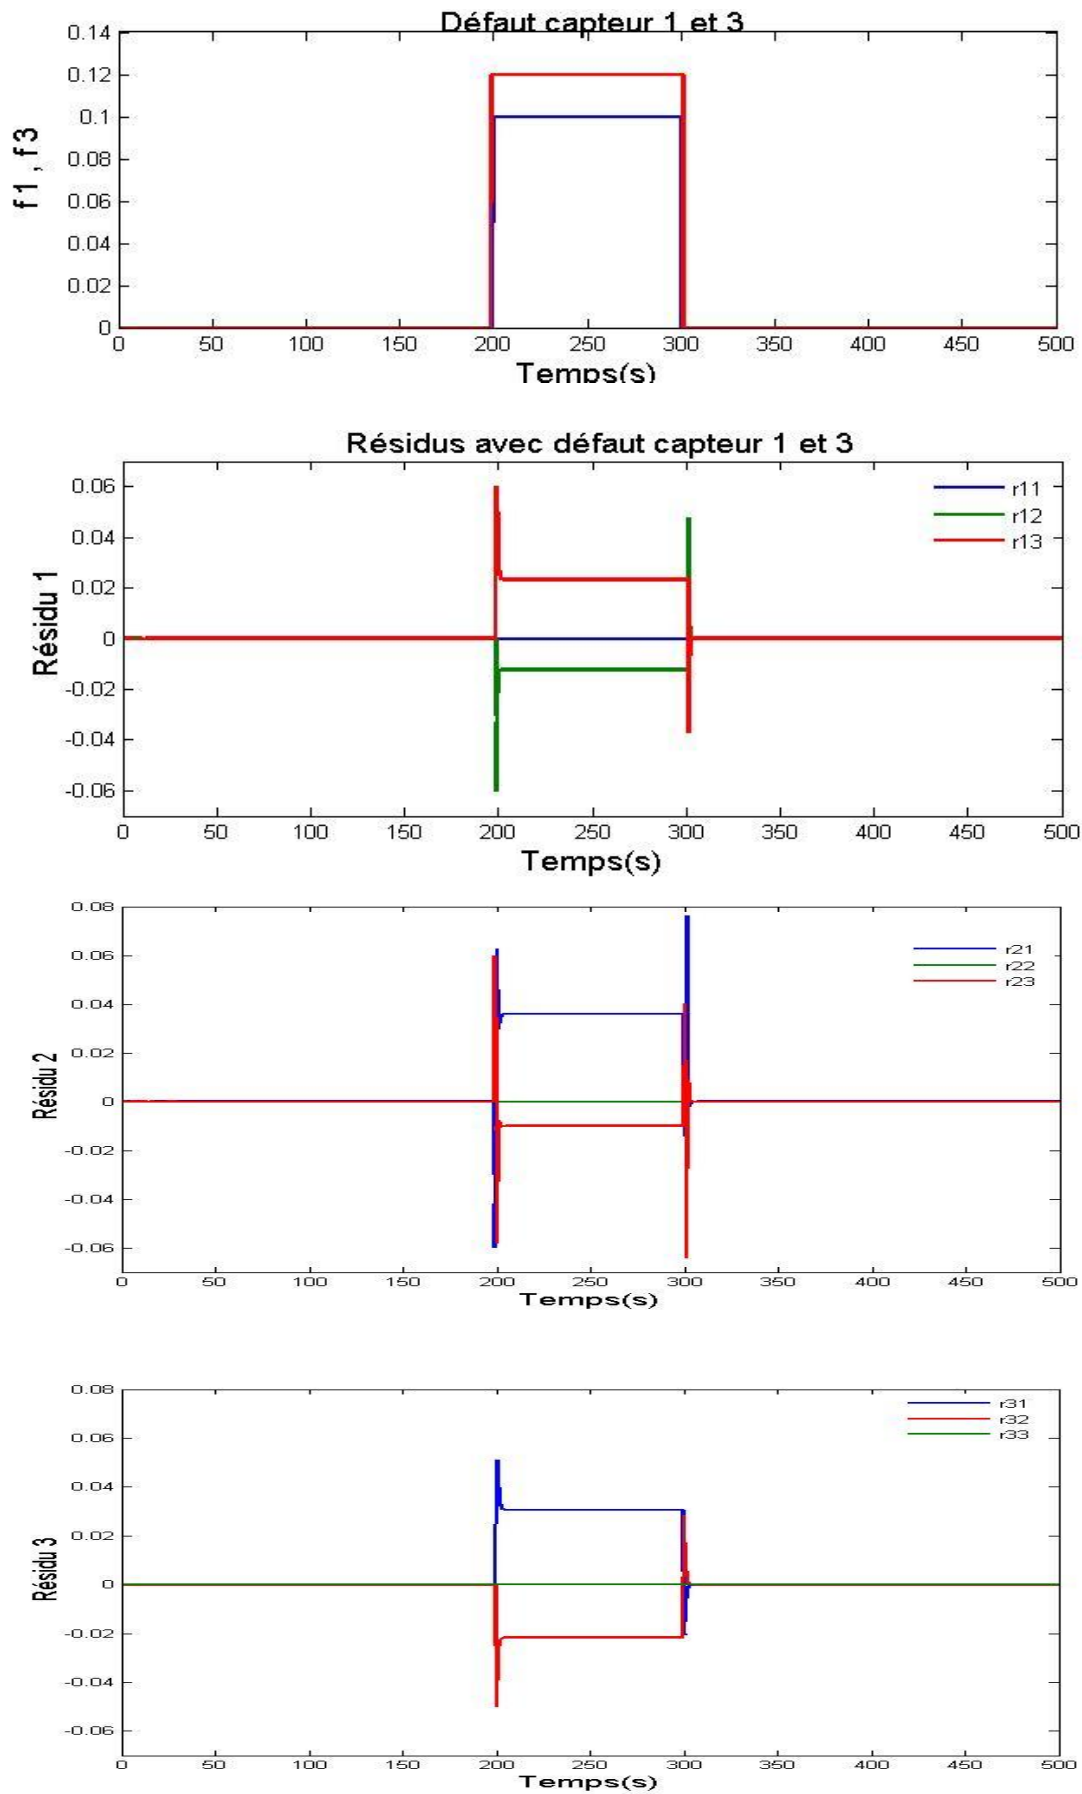 Défaut capteur 1 et 3
0.14
0.12
0.1
0.08
0.06
0.04
0.02
0
f1 , f3
0 50 100 150 200 250 300 350 400 450 500
Temps(s)
Résidus avec défaut capteur 1 et 3
0.06
0.04
0.02
0
-0.02
-0.04
-0.06
Résidu 1
r11
r12
r13
0 50 100 150 200 250 300 350 400 450 500
Temps(s)
0.08
0.06
0.04
0.02
0
-0.02
-0.04
-0.06
Résidu 2
r21
r22
r23
0 50 100 150 200 250 300 350 400 450 500
Temps(s)
0.08
0.06
0.04
0.02
0
-0.02
-0.04
-0.06
Résidu 3
r31
r32
r33
0 50 100 150 200 250 300 350 400 450 500
Temps(s)